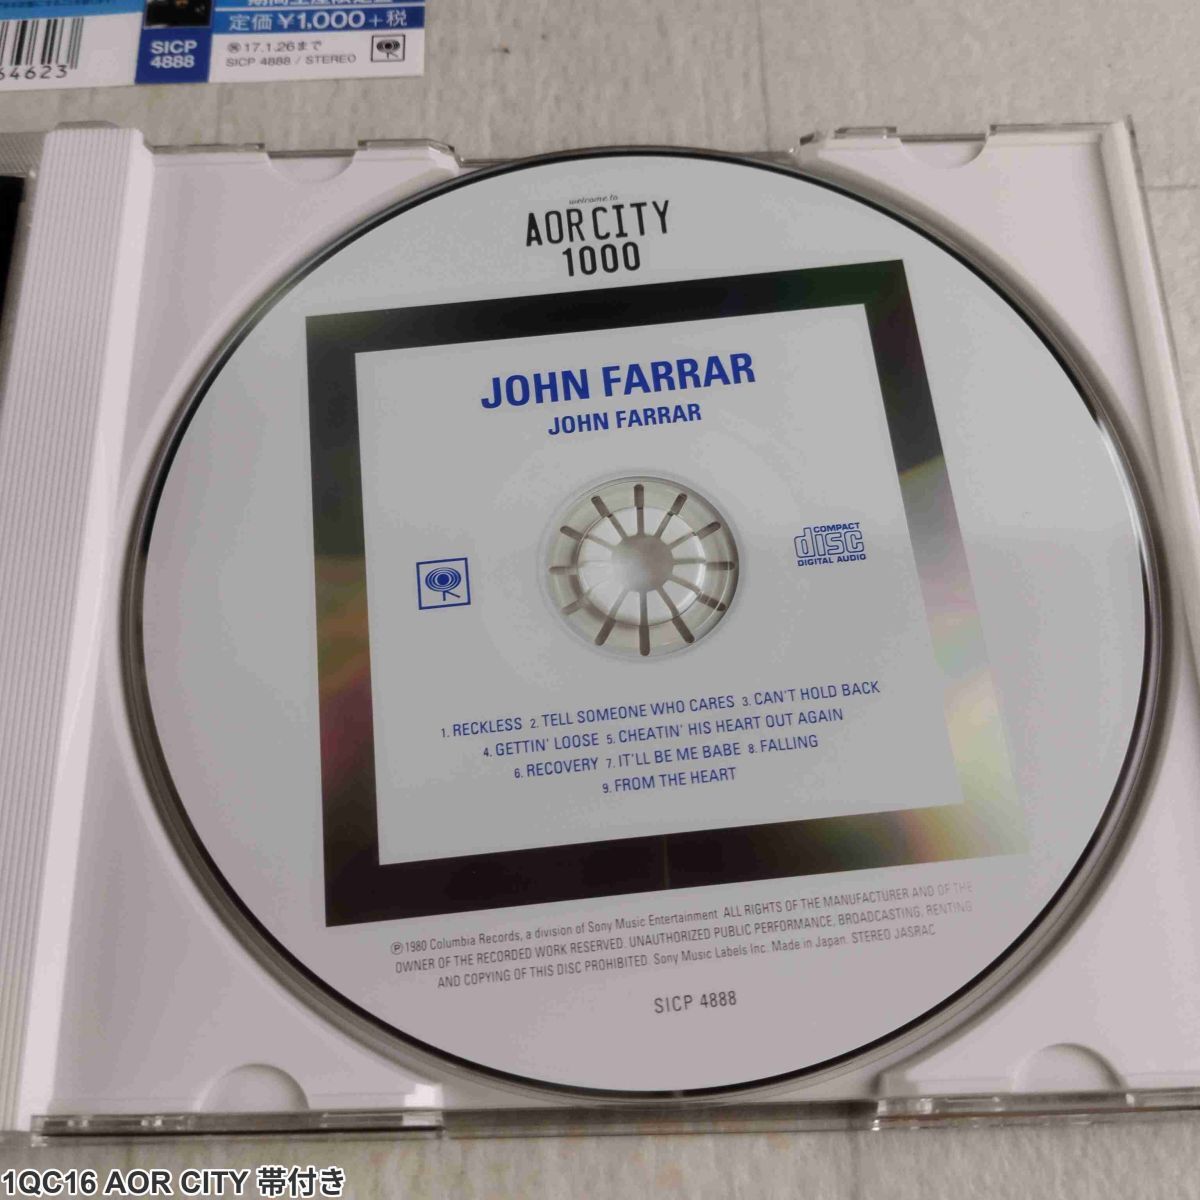 定価¥1,000+税
SICP
4888
㊡17.1.26まで
SICP 4888 / STEREO
64623
welcome to
AOR CITY
1000
JOHN FARRAR
JOHN FARRAR
COMPACT
disc
DIGITAL AUDIO
1. RECKLESS 2. TELL SOMEONE WHO CARES 3. CAN'T HOLD BACK
4. GETTIN' LOOSE 5. CHEATIN' HIS HEART OUT AGAIN
6. RECOVERY 7. IT'LL BE ME BABE 8. FALLING
9. FROM THE HEART
Ⓟ 1980 Columbia Records, a division of Sony Music Entertainment ALL RIGHTS OF THE MANUFACTURER AND OF THE
OWNER OF THE RECORDED WORK RESERVED. UNAUTHORIZED PUBLIC PERFORMANCE, BROADCASTING, RENTING
AND COPYING OF THIS DISC PROHIBITED. Sony Music Labels Inc. Made in Japan. STEREO JASRAC
SICP 4888
1QC16 AOR CITY 帯付き